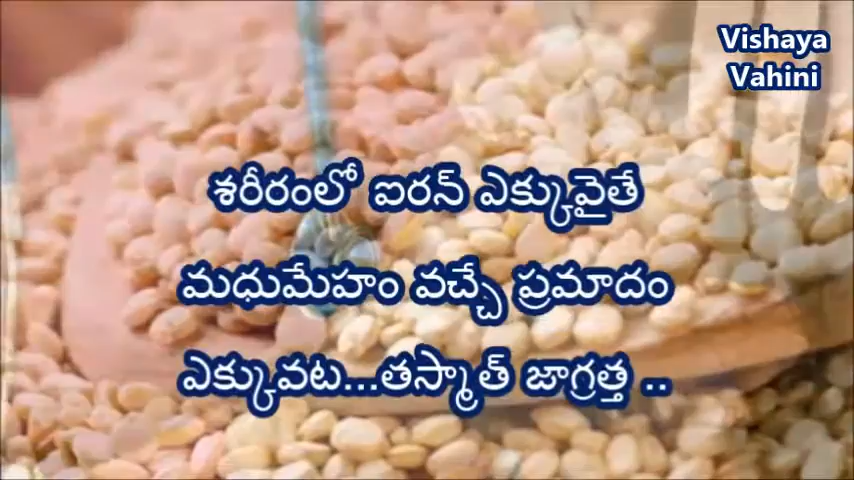 Vishaya
Vahini
శరీరంలో ఐరన్ ఎక్కువైతే
మధుమేహం వచ్చే ప్రమాదం
ఎక్కువట...తస్మాత్ జాగ్రత్త ..